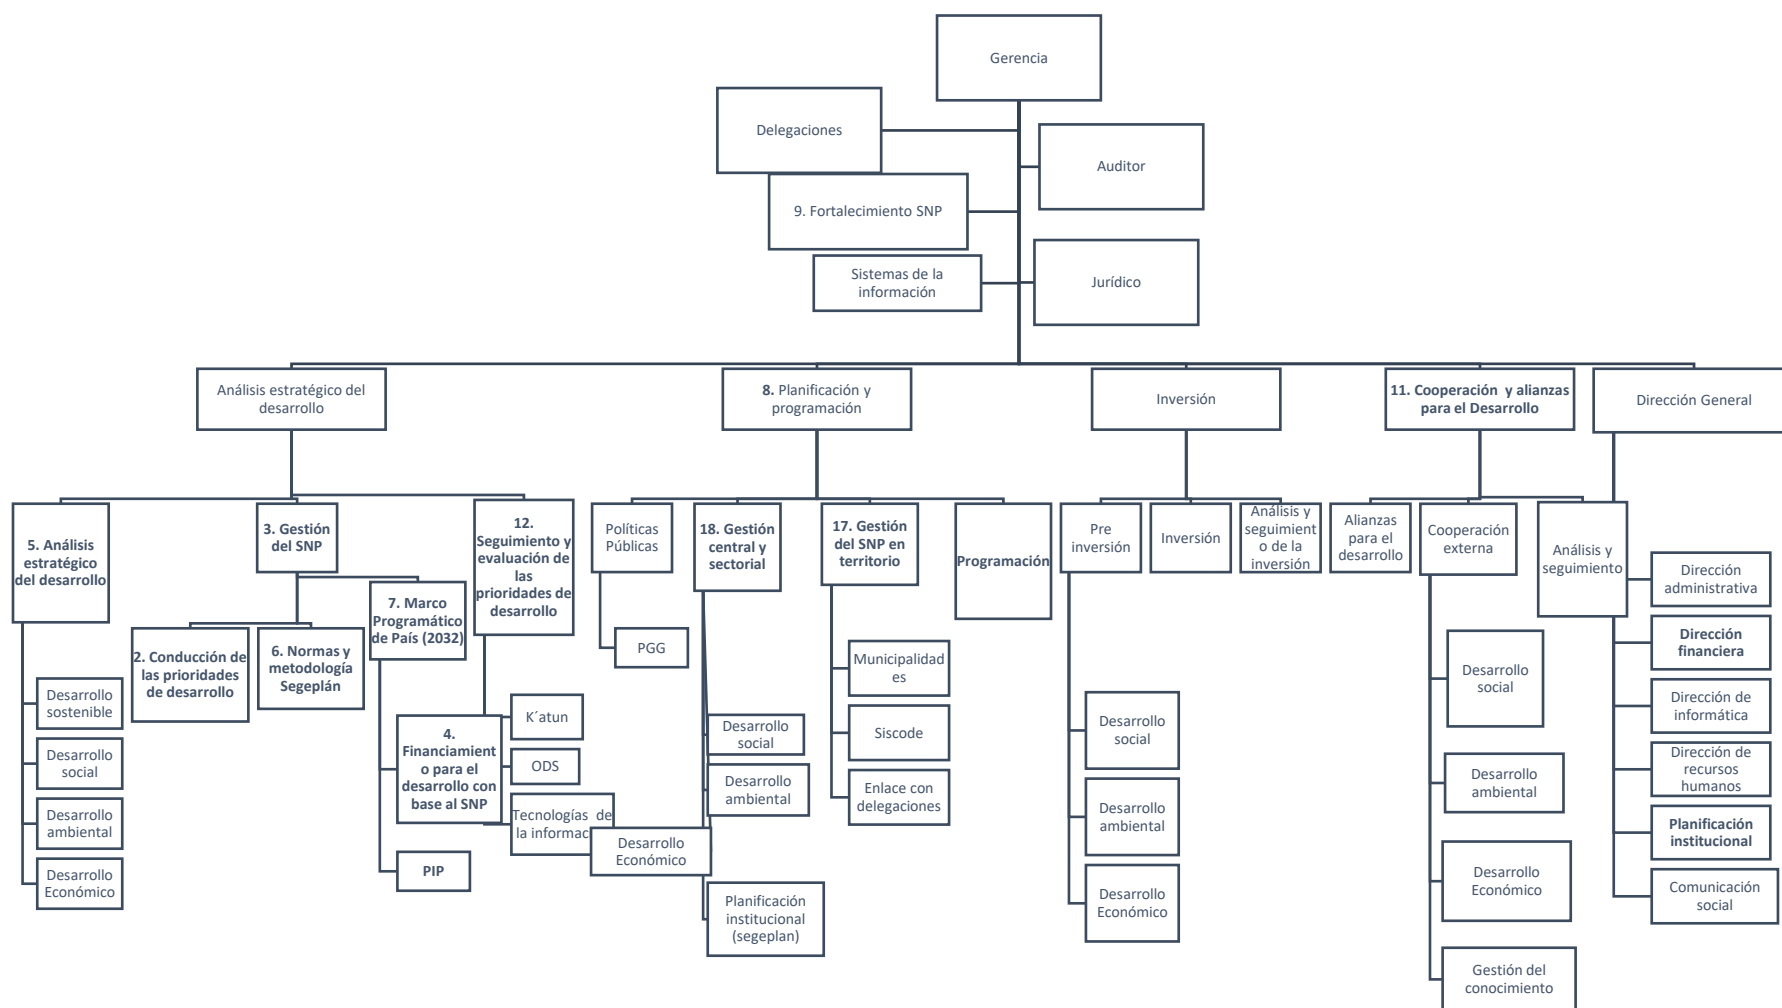 Gerencia
Delegaciones
Auditor
9. Fortalecimiento SNP
Sistemas de la
información
Jurídico
Análisis estratégico del
desarrollo
8. Planificación y
programación
Inversión
11. Cooperación y alianzas
para el Desarrollo
Dirección General
5. Análisis
estratégico
del desarrollo
3. Gestión
del SNP
12.
Seguimiento y
evaluación de
las
prioridades de
desarrollo
Políticas
Públicas
18. Gestión
central y
sectorial
17. Gestión
del SNP en
territorio
Programación
Pre
inversión
Inversión
Análisis y
seguimient
o de la
inversión
Alianzas
para el
desarrollo
Cooperación
externa
Análisis y
seguimiento
2. Conducción de
las prioridades
de desarrollo
6. Normas y
metodología
Segeplán
7. Marco
Programático
de País (2032)
PGG
Desarrollo
sostenible
Desarrollo
social
Desarrollo
ambiental
Desarrollo
Económico
4.
Financiamient
o para el
desarrollo con
base al SNP
PIP
K´atun
ODS
Tecnologías de
la informac
Desarrollo
social
Desarrollo
ambiental
Desarrollo
Económico
Planificación
institucional
(segeplan)
Municipalidad
es
Siscode
Enlace con
delegaciones
Desarrollo
social
Desarrollo
ambiental
Desarrollo
Económico
Desarrollo
social
Desarrollo
ambiental
Desarrollo
Económico
Gestión del
conocimiento
Dirección
administrativa
Dirección
financiera
Dirección de
informática
Dirección de
recursos
humanos
Planificación
institucional
Comunicación
social